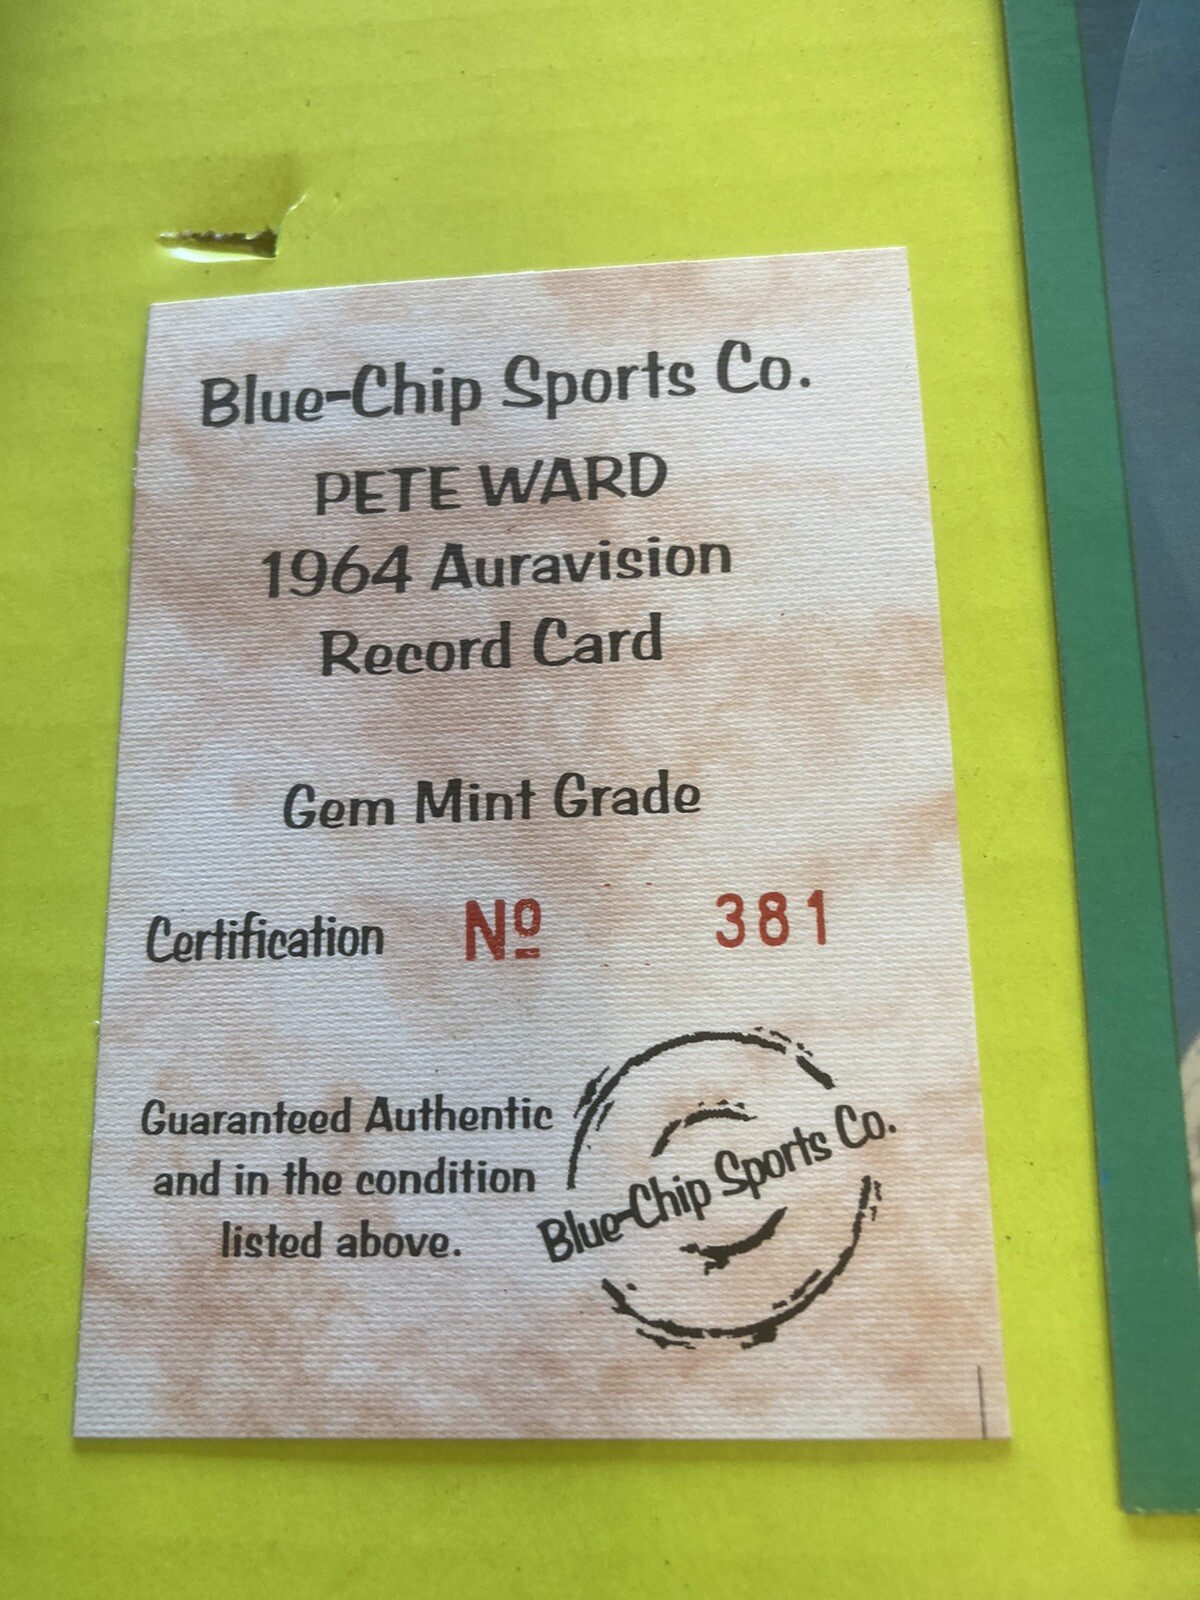 Blue-Chip Sports Co.
PETE WARD
1964 Auravision
Record Card
Gem Mint Grade
Certification Nº 381
Guaranteed Authentic
and in the condition
listed above.
Blue-Chip Sports Co.